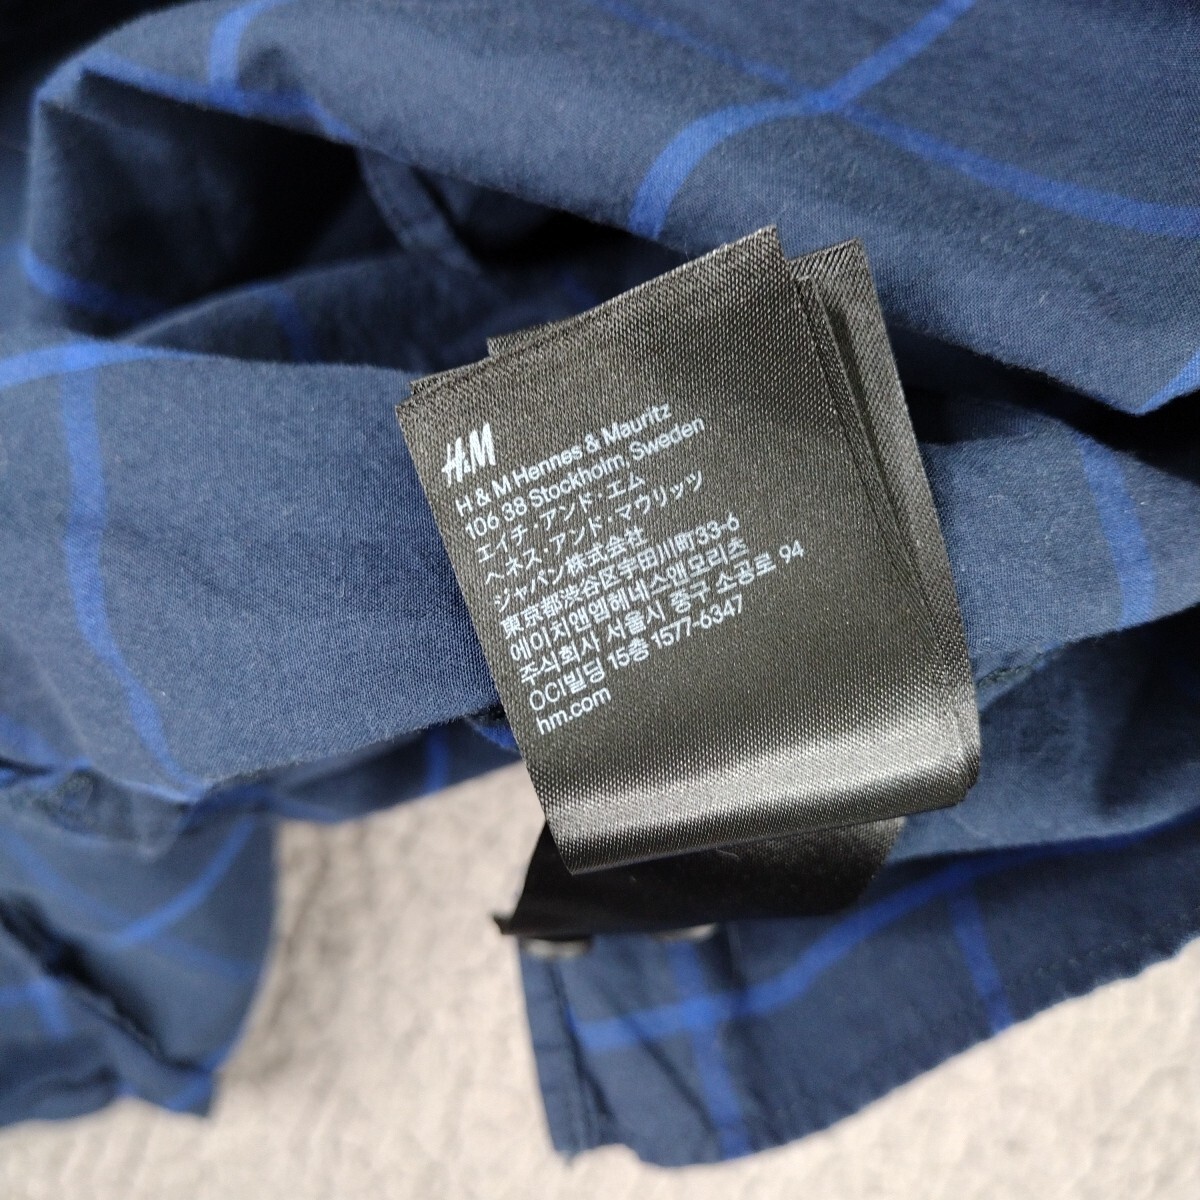 H&M
H & M Hennes & Mauritz
106 38 Stockholm, Sweden
エイチ・アンド・エム
ヘネス・アンド・マウリッツ
ジャパン株式会社
東京都渋谷区宇田川町33-6
에이치앤엠헤네스앤모리츠
주식회사 서울시 중구 소공로 94
OCI빌딩 15층 1577-6347
hm.com